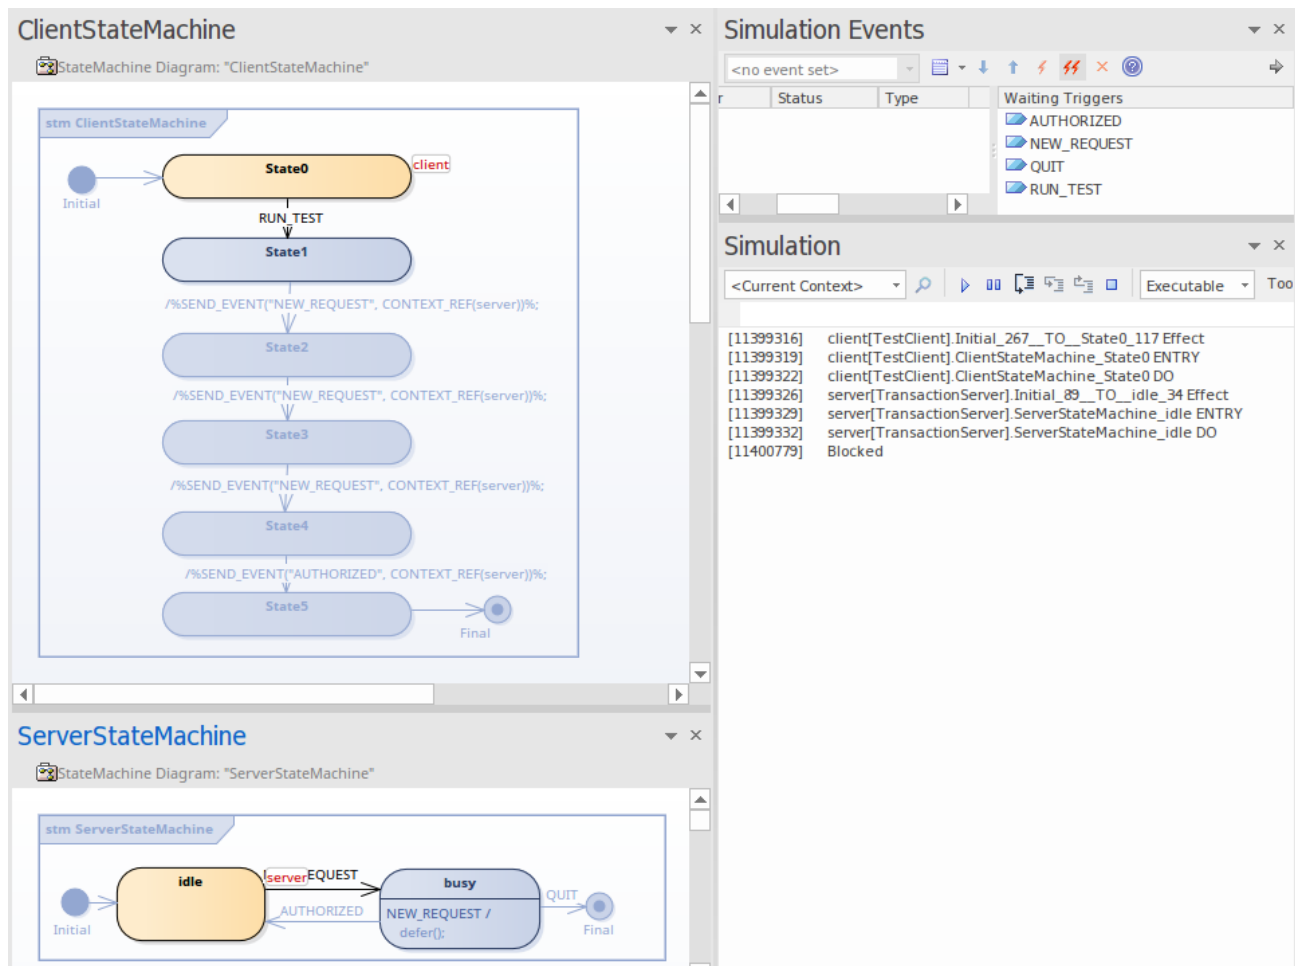 ClientStateMachine
StateMachine Diagram: "ClientStateMachine"
stm ClientStateMachine
Initial
State0
client
RUN_TEST
State1
/%SEND_EVENT("NEW_REQUEST", CONTEXT_REF(server))%;
State2
/%SEND_EVENT("NEW_REQUEST", CONTEXT_REF(server))%;
State3
/%SEND_EVENT("NEW_REQUEST", CONTEXT_REF(server))%;
State4
/%SEND_EVENT("AUTHORIZED", CONTEXT_REF(server))%;
State5
Final
ServerStateMachine
StateMachine Diagram: "ServerStateMachine"
stm ServerStateMachine
Initial
idle
server
EQUEST
AUTHORIZED
busy
NEW_REQUEST /
defer();
QUIT
Final
Simulation Events
<no event set>
r Status Type
Waiting Triggers
AUTHORIZED
NEW_REQUEST
QUIT
RUN_TEST
Simulation
<Current Context> Executable Too
[11399316] client[TestClient].Initial_267__TO__State0_117 Effect
[11399319] client[TestClient].ClientStateMachine_State0 ENTRY
[11399322] client[TestClient].ClientStateMachine_State0 DO
[11399326] server[TransactionServer].Initial_89__TO__idle_34 Effect
[11399329] server[TransactionServer].ServerStateMachine_idle ENTRY
[11399332] server[TransactionServer].ServerStateMachine_idle DO
[11400779] Blocked